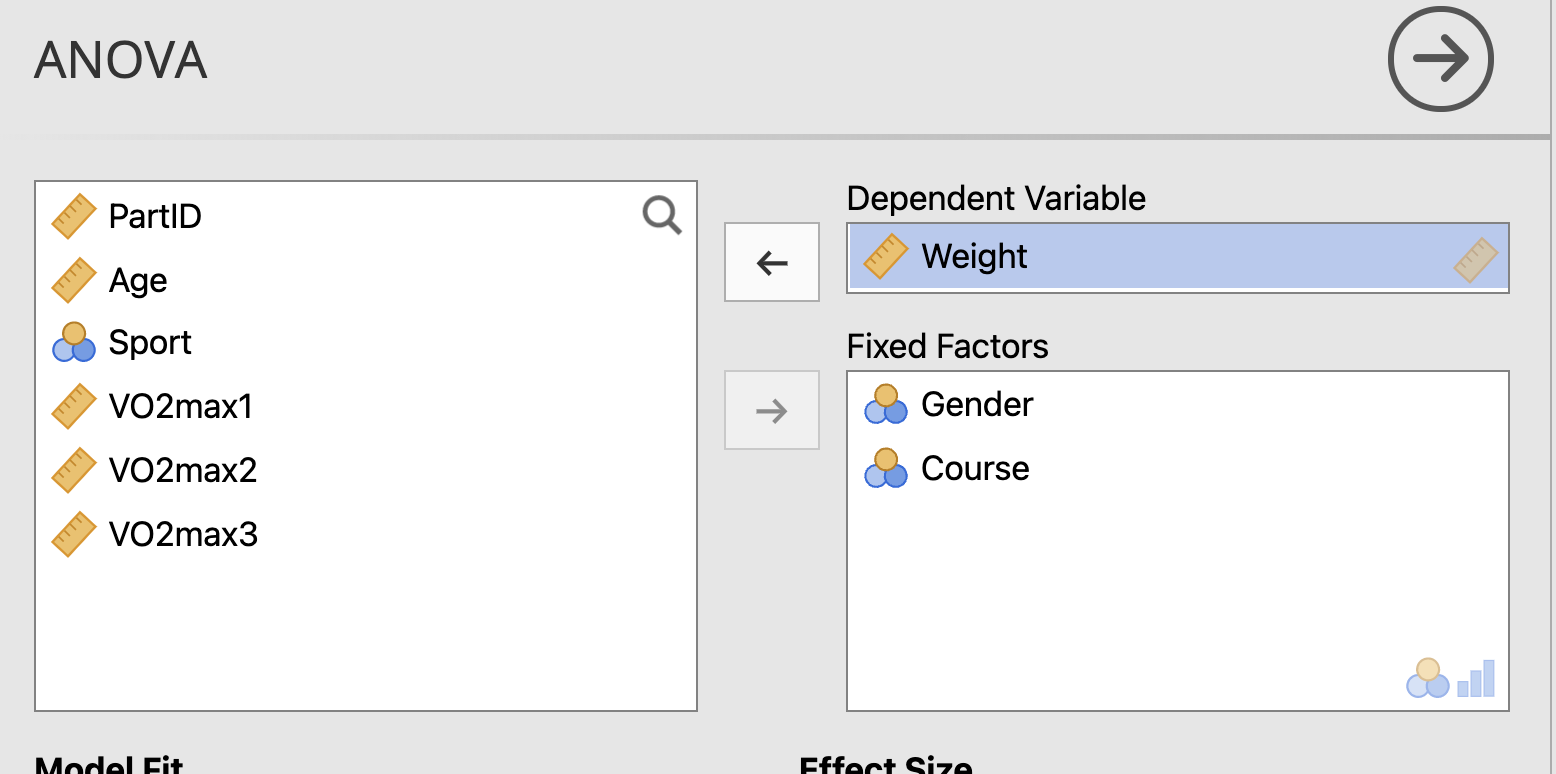 ANOVA
PartID
Age
Sport
VO2max1
VO2max2
VO2max3
Dependent Variable
Weight
Fixed Factors
Gender
Course
Model Fit
Effect Size